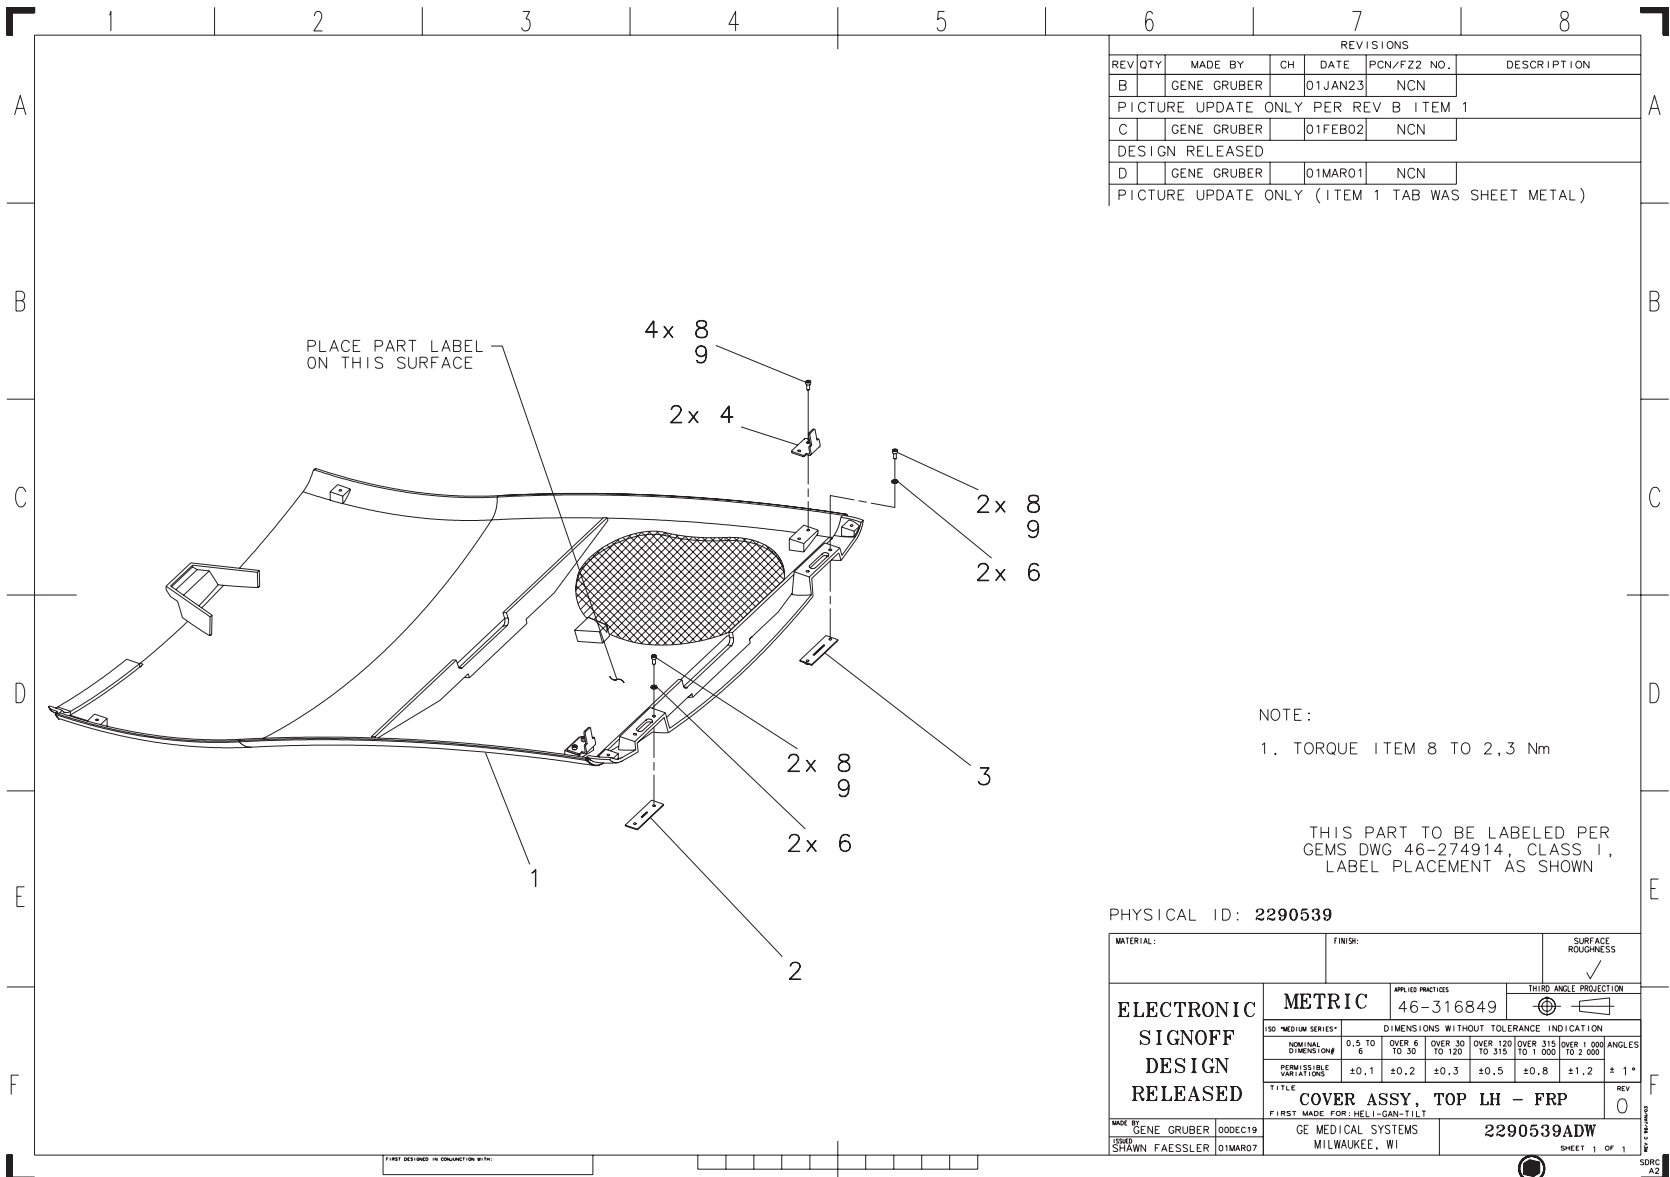 1 2 3 4 5 6 7 8
A A
B B
C C
D D
E E
F F
REVISIONS
REV QTY MADE BY CH DATE PCN/FZ2 NO. DESCRIPTION
B GENE GRUBER 01JAN23 NCN
PICTURE UPDATE ONLY PER REV B ITEM 1
C GENE GRUBER 01FEB02 NCN
DESIGN RELEASED
D GENE GRUBER 01MAR01 NCN
PICTURE UPDATE ONLY (ITEM 1 TAB WAS SHEET METAL)
PLACE PART LABEL
ON THIS SURFACE
4x 8
9
2x 4
2x 8
9
2x 6
2x 8
9
2x 6
3
1
2
NOTE:
1. TORQUE ITEM 8 TO 2,3 Nm
THIS PART TO BE LABELED PER
GEMS DWG 46-274914, CLASS 1,
LABEL PLACEMENT AS SHOWN
PHYSICAL ID: 2290539
MATERIAL: FINISH: SURFACE
ROUGHNESS
ELECTRONIC
SIGNOFF
DESIGN
RELEASED
METRIC
APPLIED PRACTICES
46-316849
THIRD ANGLE PROJECTION
ISO "MEDIUM SERIES" DIMENSIONS WITHOUT TOLERANCE INDICATION
NOMINAL
DIMENSION#
0,5 TO
6
OVER 6
TO 30
OVER 30
TO 120
OVER 120
TO 315
OVER 315
TO 1 000
OVER 1 000
TO 2 000
ANGLES
PERMISSIBLE
VARIATIONS
±0,1 ±0,2 ±0,3 ±0,5 ±0,8 ±1,2 ± 1°
TITLE
COVER ASSY, TOP LH - FRP
FIRST MADE FOR: HELI-GAN-TILT
REV
0
MADE BY
GENE GRUBER 00DEC19
ISSUED
SHAWN FAESSLER 01MAR07
GE MEDICAL SYSTEMS
MILWAUKEE, WI
2290539ADW
SHEET 1 OF 1
FIRST DESIGNED IN CONJUNCTION WITH:
SDRC
A2